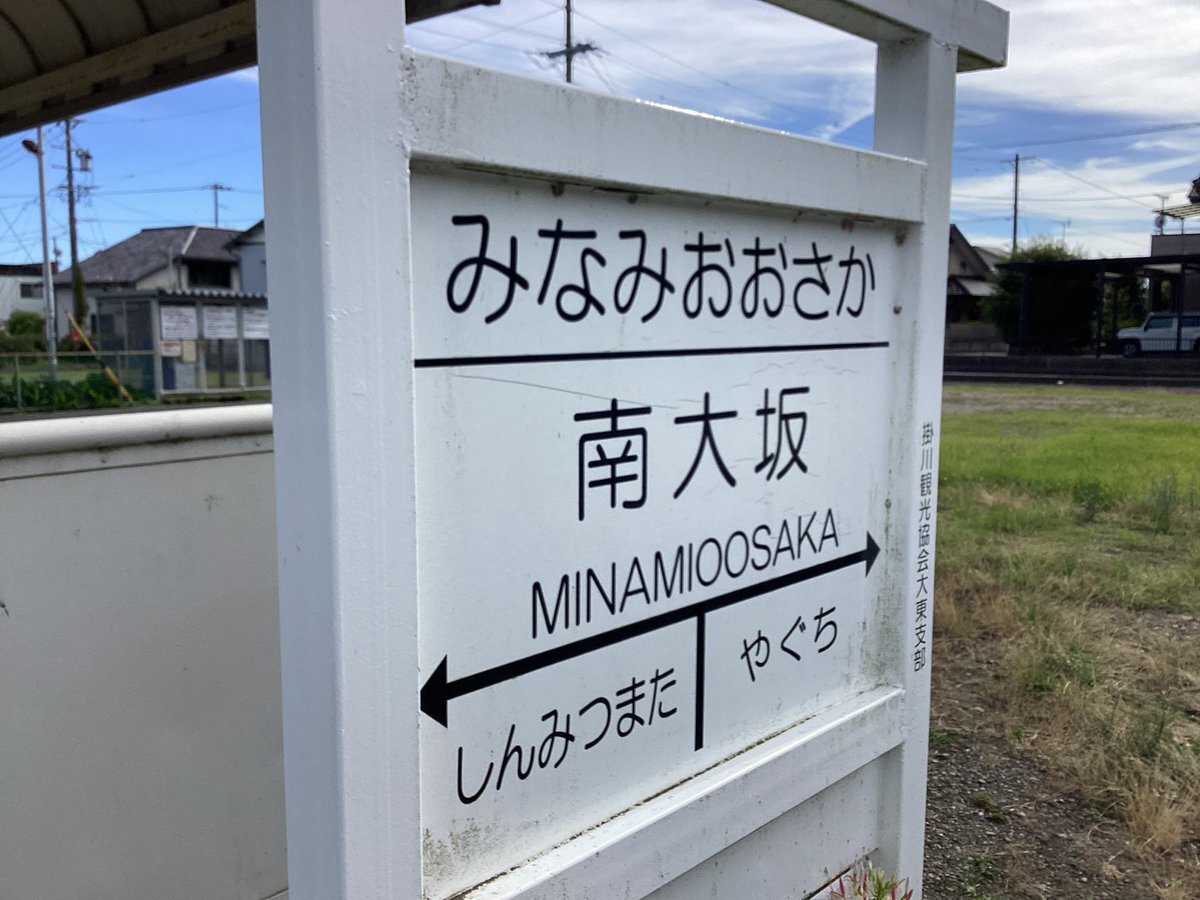 みなみおおさか
南大坂
MINAMIOOSAKA
しんみつまた
やぐち
掛川観光協会大東支部